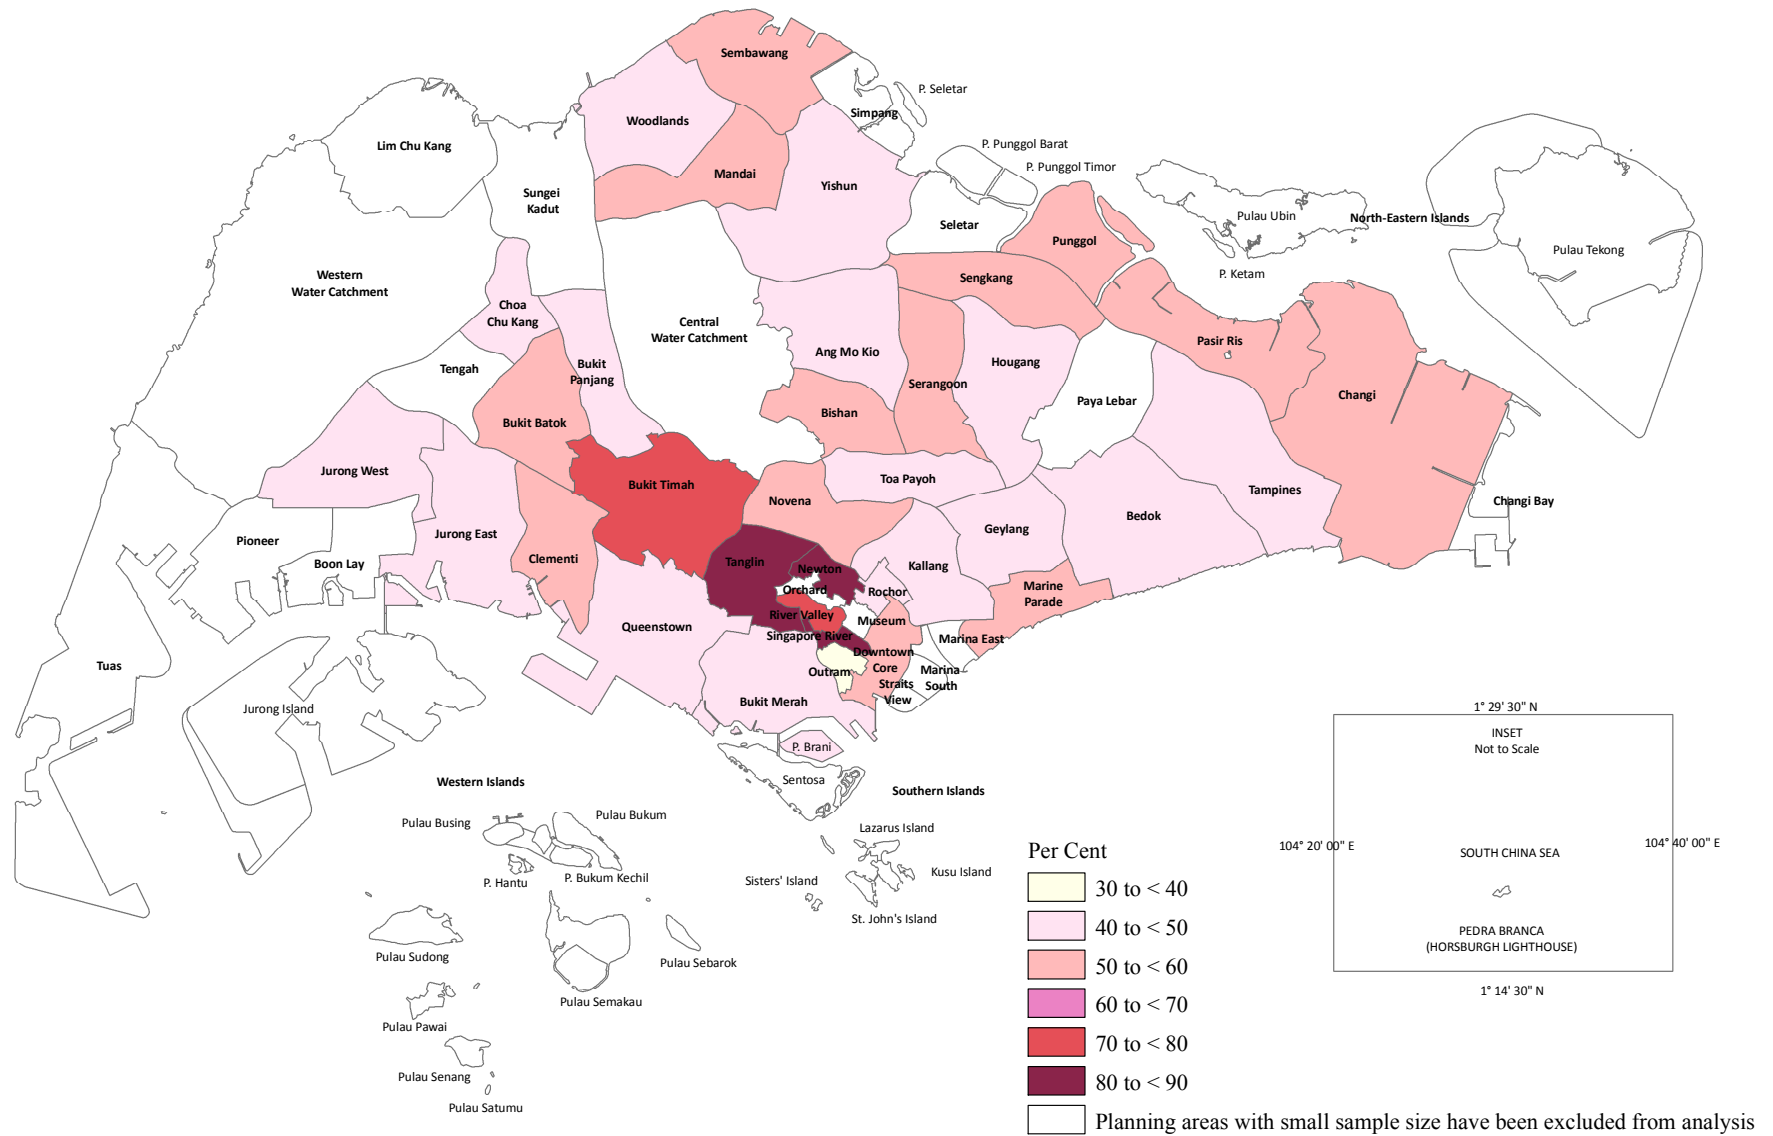 Sembawang
P. Seletar
Simpang
Woodlands
Lim Chu Kang
P. Punggol Barat
P. Punggol Timor
Mandai
Yishun
Sungei
Kadut
Pulau Ubin
North-Eastern Islands
Seletar
Punggol
Pulau Tekong
P. Ketam
Western
Water Catchment
Sengkang
Choa
Chu Kang
Central
Water Catchment
Pasir Ris
Ang Mo Kio
Hougang
Tengah
Bukit
Panjang
Serangoon
Changi
Paya Lebar
Bishan
Bukit Batok
Jurong West
Toa Payoh
Bukit Timah
Tampines
Novena
Changi Bay
Bedok
Geylang
Jurong East
Pioneer
Clementi
Tanglin
Boon Lay
Newton
Kallang
Orchard
Rochor
Marine
Parade
River Valley
Museum
Queenstown
Singapore River
Marina East
Downtown
Core
Tuas
Outram
Marina
South
Straits
View
Bukit Merah
Jurong Island
P. Brani
Sentosa
Western Islands
Southern Islands
Pulau Busing
Pulau Bukum
Lazarus Island
Kusu Island
P. Hantu
P. Bukum Kechil
Sisters' Island
St. John's Island
Pulau Sudong
Pulau Sebarok
Pulau Semakau
Pulau Pawai
Pulau Senang
Pulau Satumu
1° 29' 30" N
INSET
Not to Scale
104° 20' 00" E
104° 40' 00" E
SOUTH CHINA SEA
PEDRA BRANCA
(HORSBURGH LIGHTHOUSE)
1° 14' 30" N
Per Cent
30 to < 40
40 to < 50
50 to < 60
60 to < 70
70 to < 80
80 to < 90
Planning areas with small sample size have been excluded from analysis